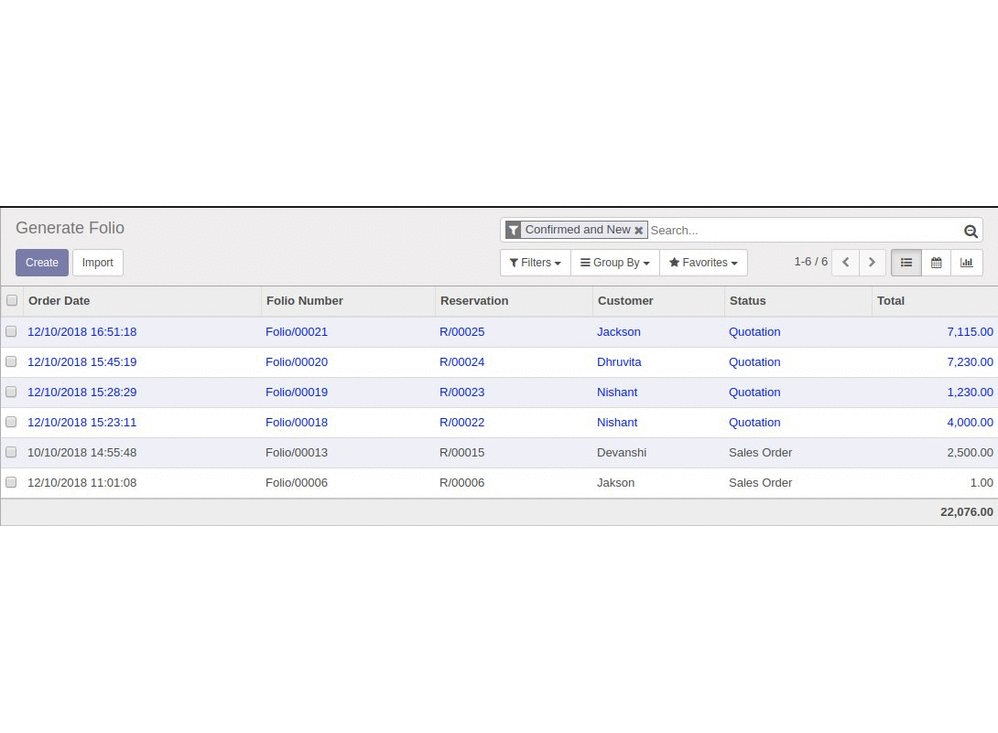 Generate Folio
Confirmed and New Search...
Create Import
Filters Group By Favorites 1-6 / 6
Order Date Folio Number Reservation Customer Status Total
12/10/2018 16:51:18 Folio/00021 R/00025 Jackson Quotation 7,115.00
12/10/2018 15:45:19 Folio/00020 R/00024 Dhruvita Quotation 7,230.00
12/10/2018 15:28:29 Folio/00019 R/00023 Nishant Quotation 1,230.00
12/10/2018 15:23:11 Folio/00018 R/00022 Nishant Quotation 4,000.00
10/10/2018 14:55:48 Folio/00013 R/00015 Devanshi Sales Order 2,500.00
12/10/2018 11:01:08 Folio/00006 R/00006 Jakson Sales Order 1.00
22,076.00